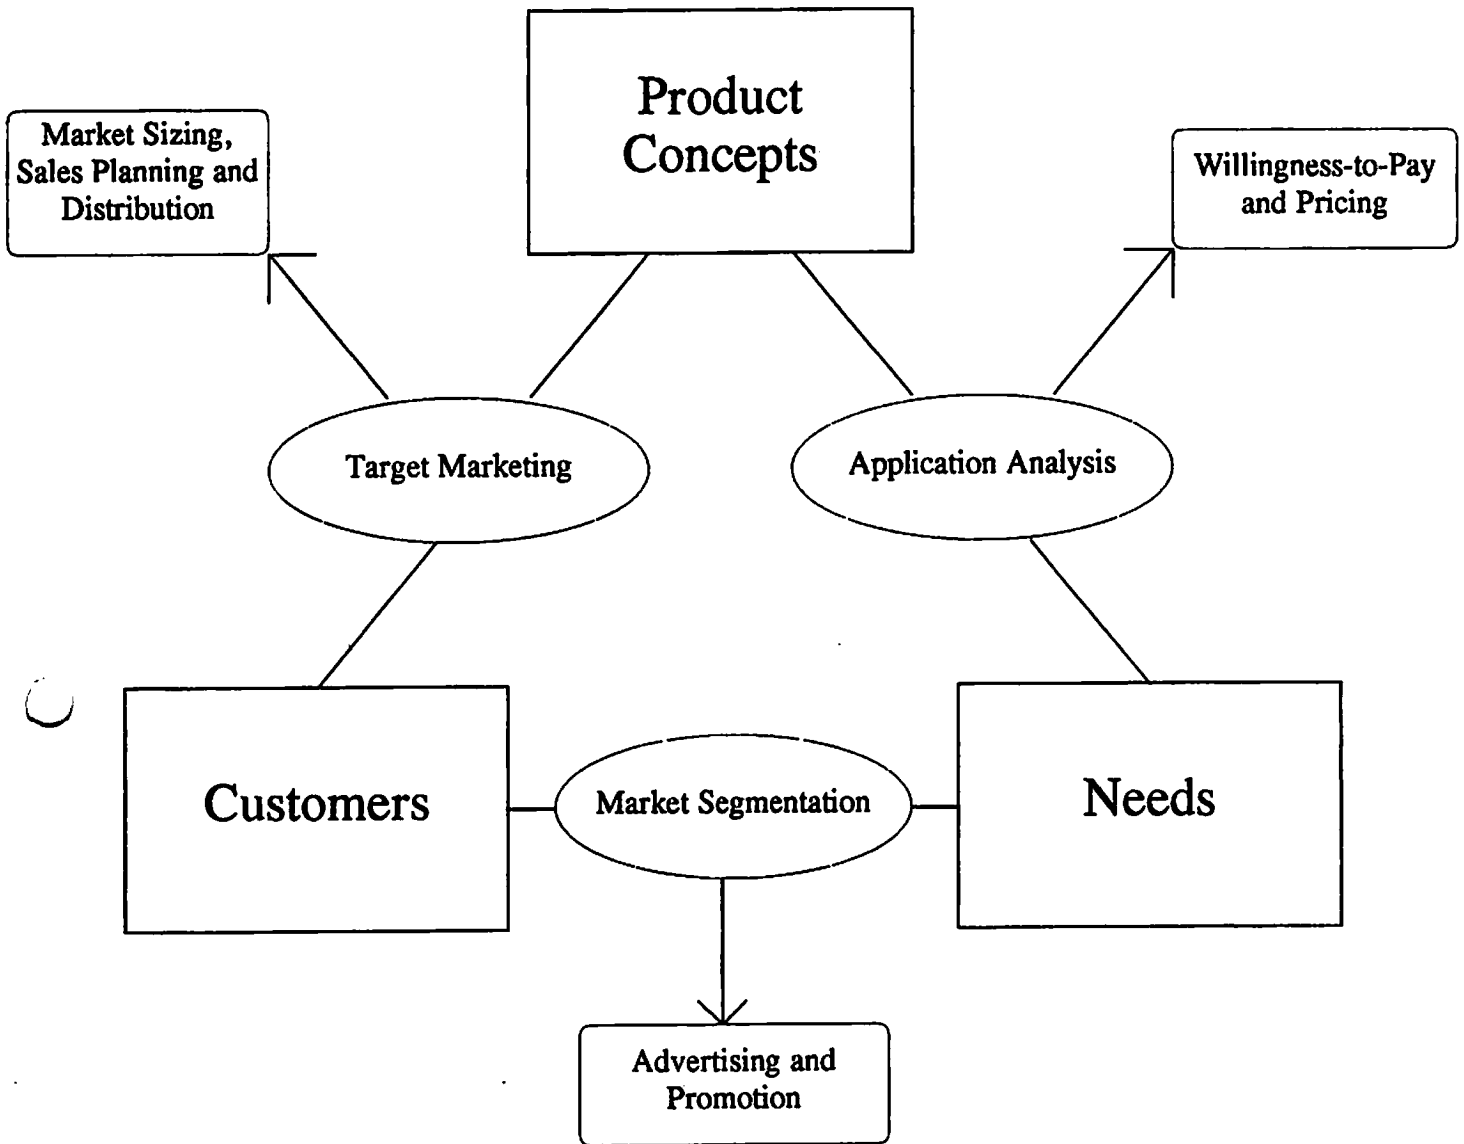 Product
Concepts
Market Sizing,
Sales Planning and
Distribution
Willingness-to-Pay
and Pricing
Target Marketing
Application Analysis
Customers
Market Segmentation
Needs
Advertising and
Promotion